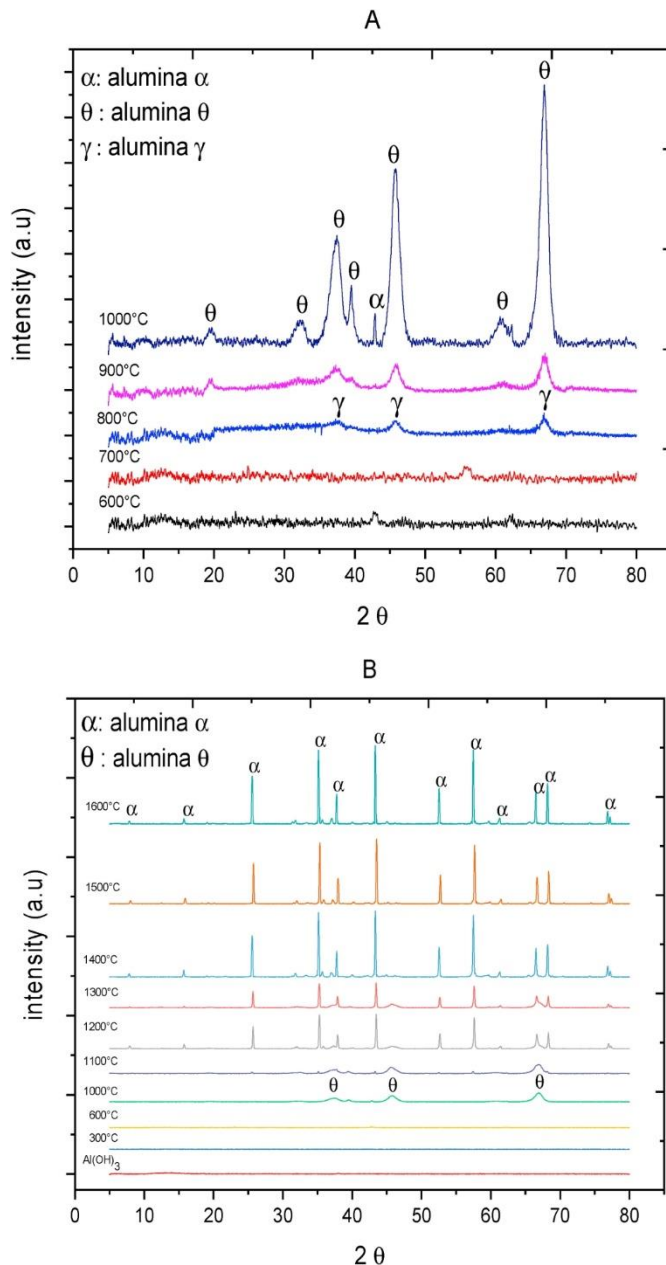 A
α: alumina α
θ : alumina θ
γ : alumina γ
θ
θ
θ
θ
θ
θ
α
θ
1000°C
900°C
γ γ γ
800°C
700°C
600°C
intensity (a.u)
0 10 20 30 40 50 60 70 80
2 θ
B
α: alumina α
θ : alumina θ
α α α α α α α α α α α α
1600°C
1500°C
1400°C
1300°C
1200°C
1100°C
1000°C
θ θ θ
600°C
300°C
Al(OH)3
intensity (a.u)
0 10 20 30 40 50 60 70 80
2 θ